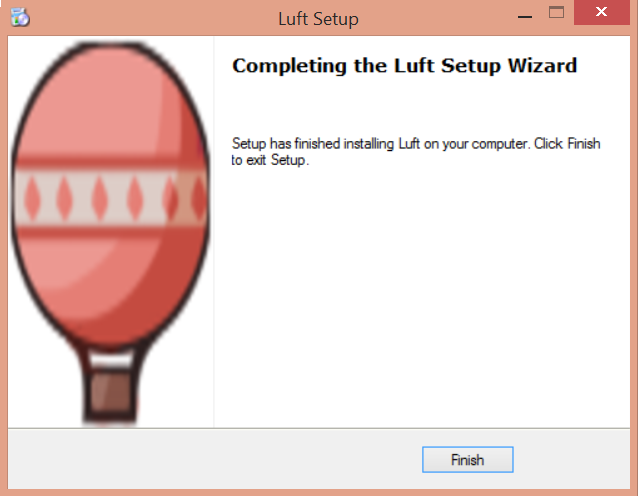 Luft Setup
Completing the Luft Setup Wizard
Setup has finished installing Luft on your computer. Click Finish
to exit Setup.
Finish